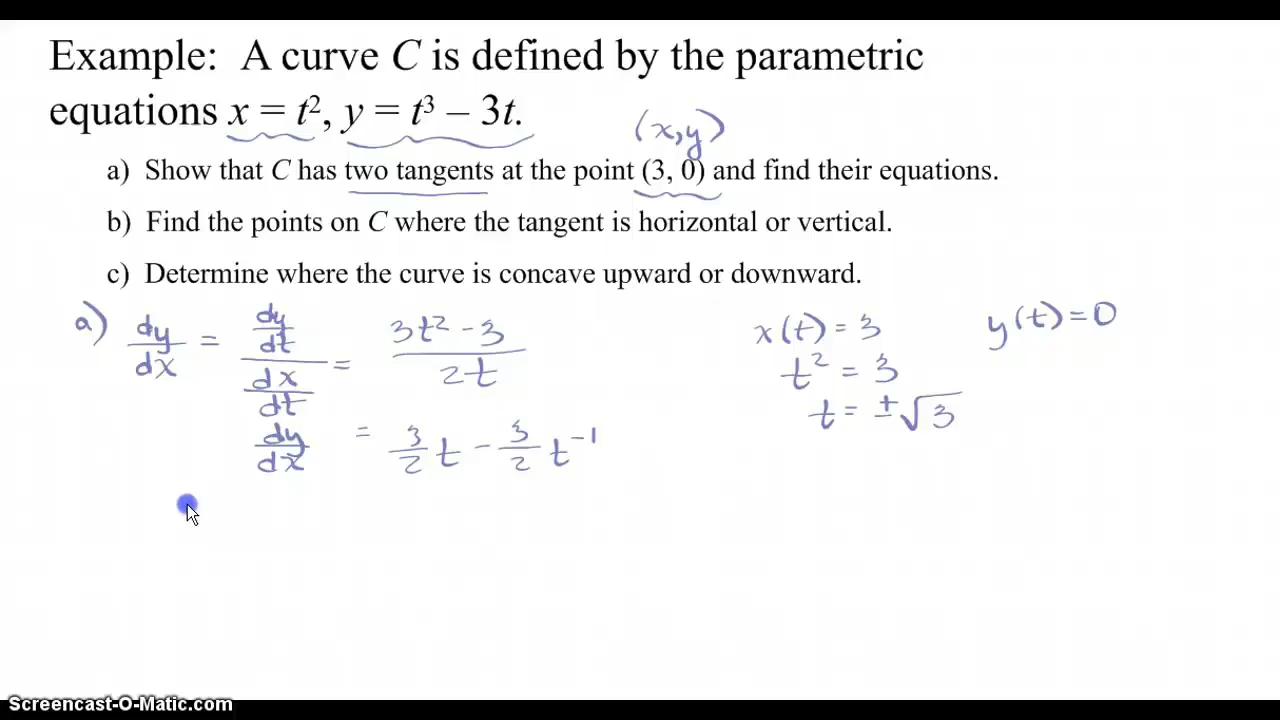 Example: A curve C is defined by the parametric
equations x = t², y = t³ – 3t.
(x,y)
a) Show that C has two tangents at the point (3, 0) and find their equations.
b) Find the points on C where the tangent is horizontal or vertical.
c) Determine where the curve is concave upward or downward.
a) dy/dx = (dy/dt)/(dx/dt) = (3t² - 3)/(2t)
dy/dx = 3/2 t - 3/2 t⁻¹
x(t) = 3
t² = 3
t = ±√3
y(t) = 0
Screencast-O-Matic.com